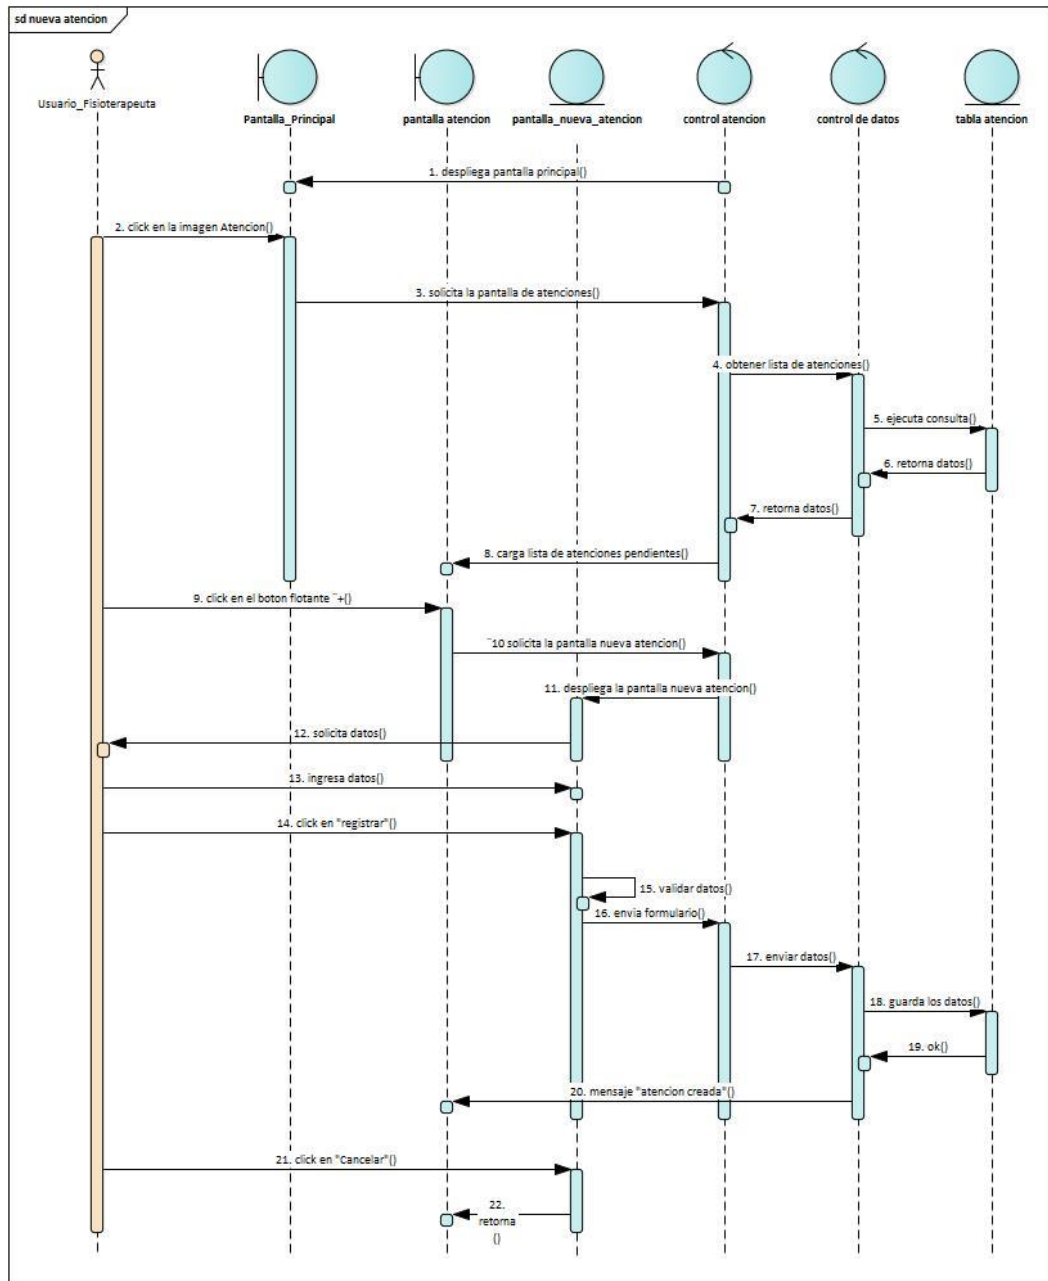 sd nueva atencion
Usuario_Fisioterapeuta
Pantalla_Principal
pantalla atencion
pantalla_nueva_atencion
control atencion
control de datos
tabla atencion
1. despliega pantalla principal()
2. click en la imagen Atencion()
3. solicita la pantalla de atenciones()
4. obtener lista de atenciones()
5. ejecuta consulta()
6. retorna datos()
7. retorna datos()
8. carga lista de atenciones pendientes()
9. click en el boton flotante ¨+()
¨10 solicita la pantalla nueva atencion()
11. despliega la pantalla nueva atencion()
12. solicita datos()
13. ingresa datos()
14. click en "registrar"()
15. validar datos()
16. envia formulario()
17. enviar datos()
18. guarda los datos()
19. ok()
20. mensaje "atencion creada"()
21. click en "Cancelar"()
22.
retorna
()